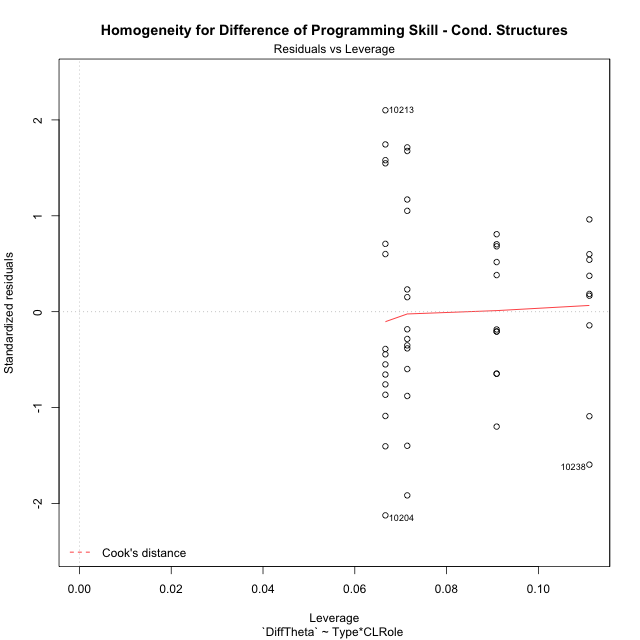 Homogeneity for Difference of Programming Skill - Cond. Structures
Residuals vs Leverage
Standardized residuals
2
1
0
-1
-2
10213
10238
10204
Cook's distance
0.00 0.02 0.04 0.06 0.08 0.10
Leverage
`DiffTheta` ~ Type*CLRole